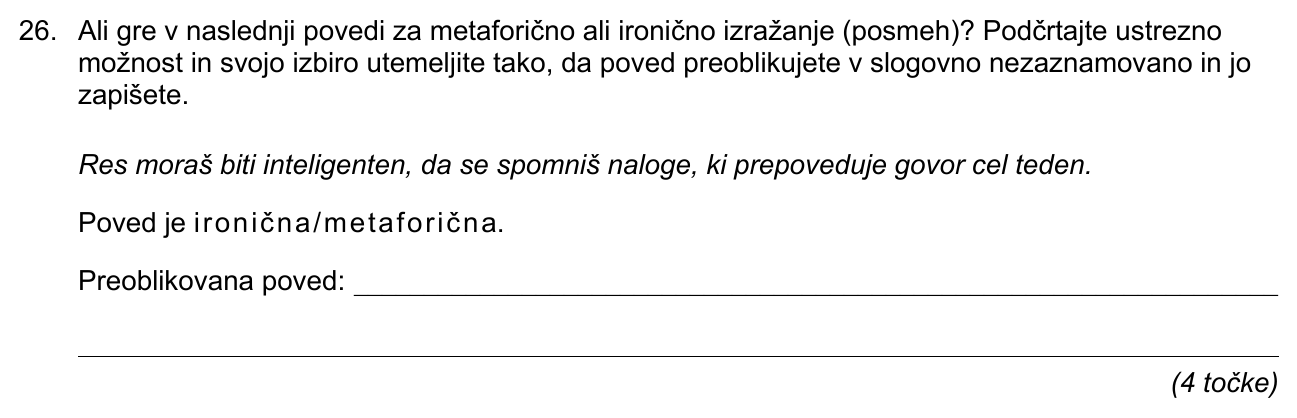 26. Ali gre v naslednji povedi za metaforično ali ironično izražanje (posmeh)? Podčrtajte ustrezno
možnost in svojo izbiro utemeljite tako, da poved preoblikujete v slogovno nezaznamovano in jo
zapišete.
Res moraš biti inteligenten, da se spomniš naloge, ki prepoveduje govor cel teden.
Poved je ironična/metaforična.
Preoblikovana poved:
(4 točke)